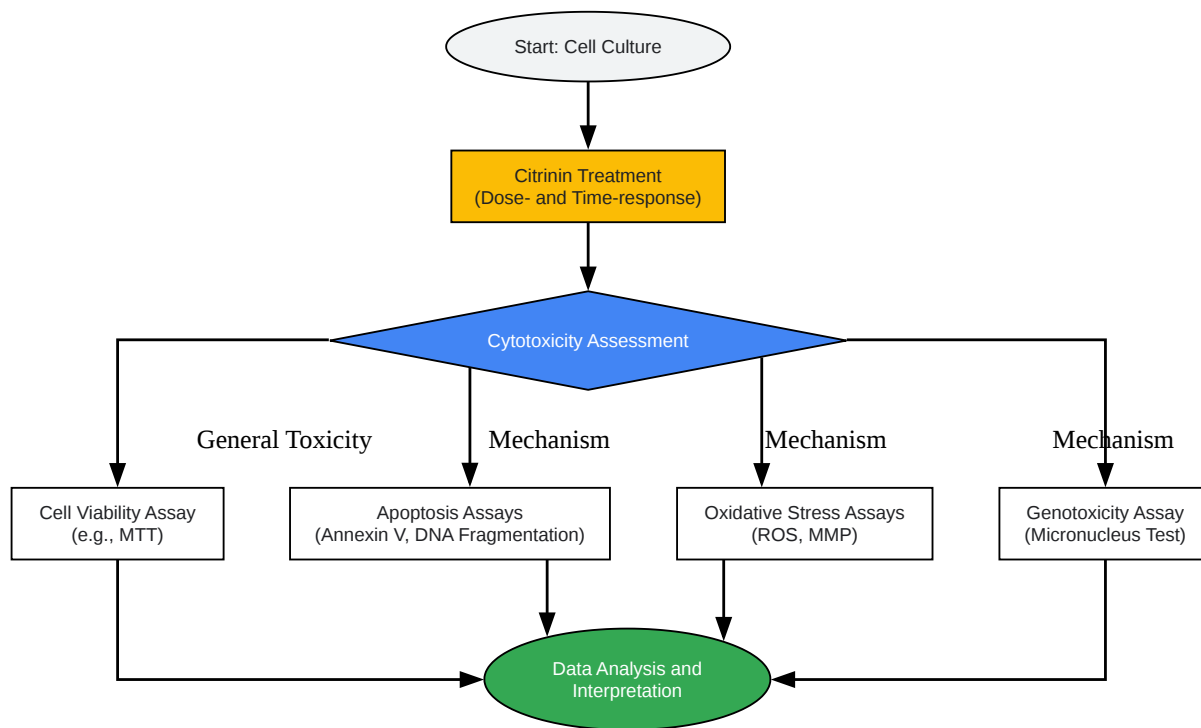 Start: Cell Culture
Citrinin Treatment
(Dose- and Time-response)
Cytotoxicity Assessment
General Toxicity
Mechanism
Mechanism
Mechanism
Cell Viability Assay
(e.g., MTT)
Apoptosis Assays
(Annexin V, DNA Fragmentation)
Oxidative Stress Assays
(ROS, MMP)
Genotoxicity Assay
(Micronucleus Test)
Data Analysis and
Interpretation